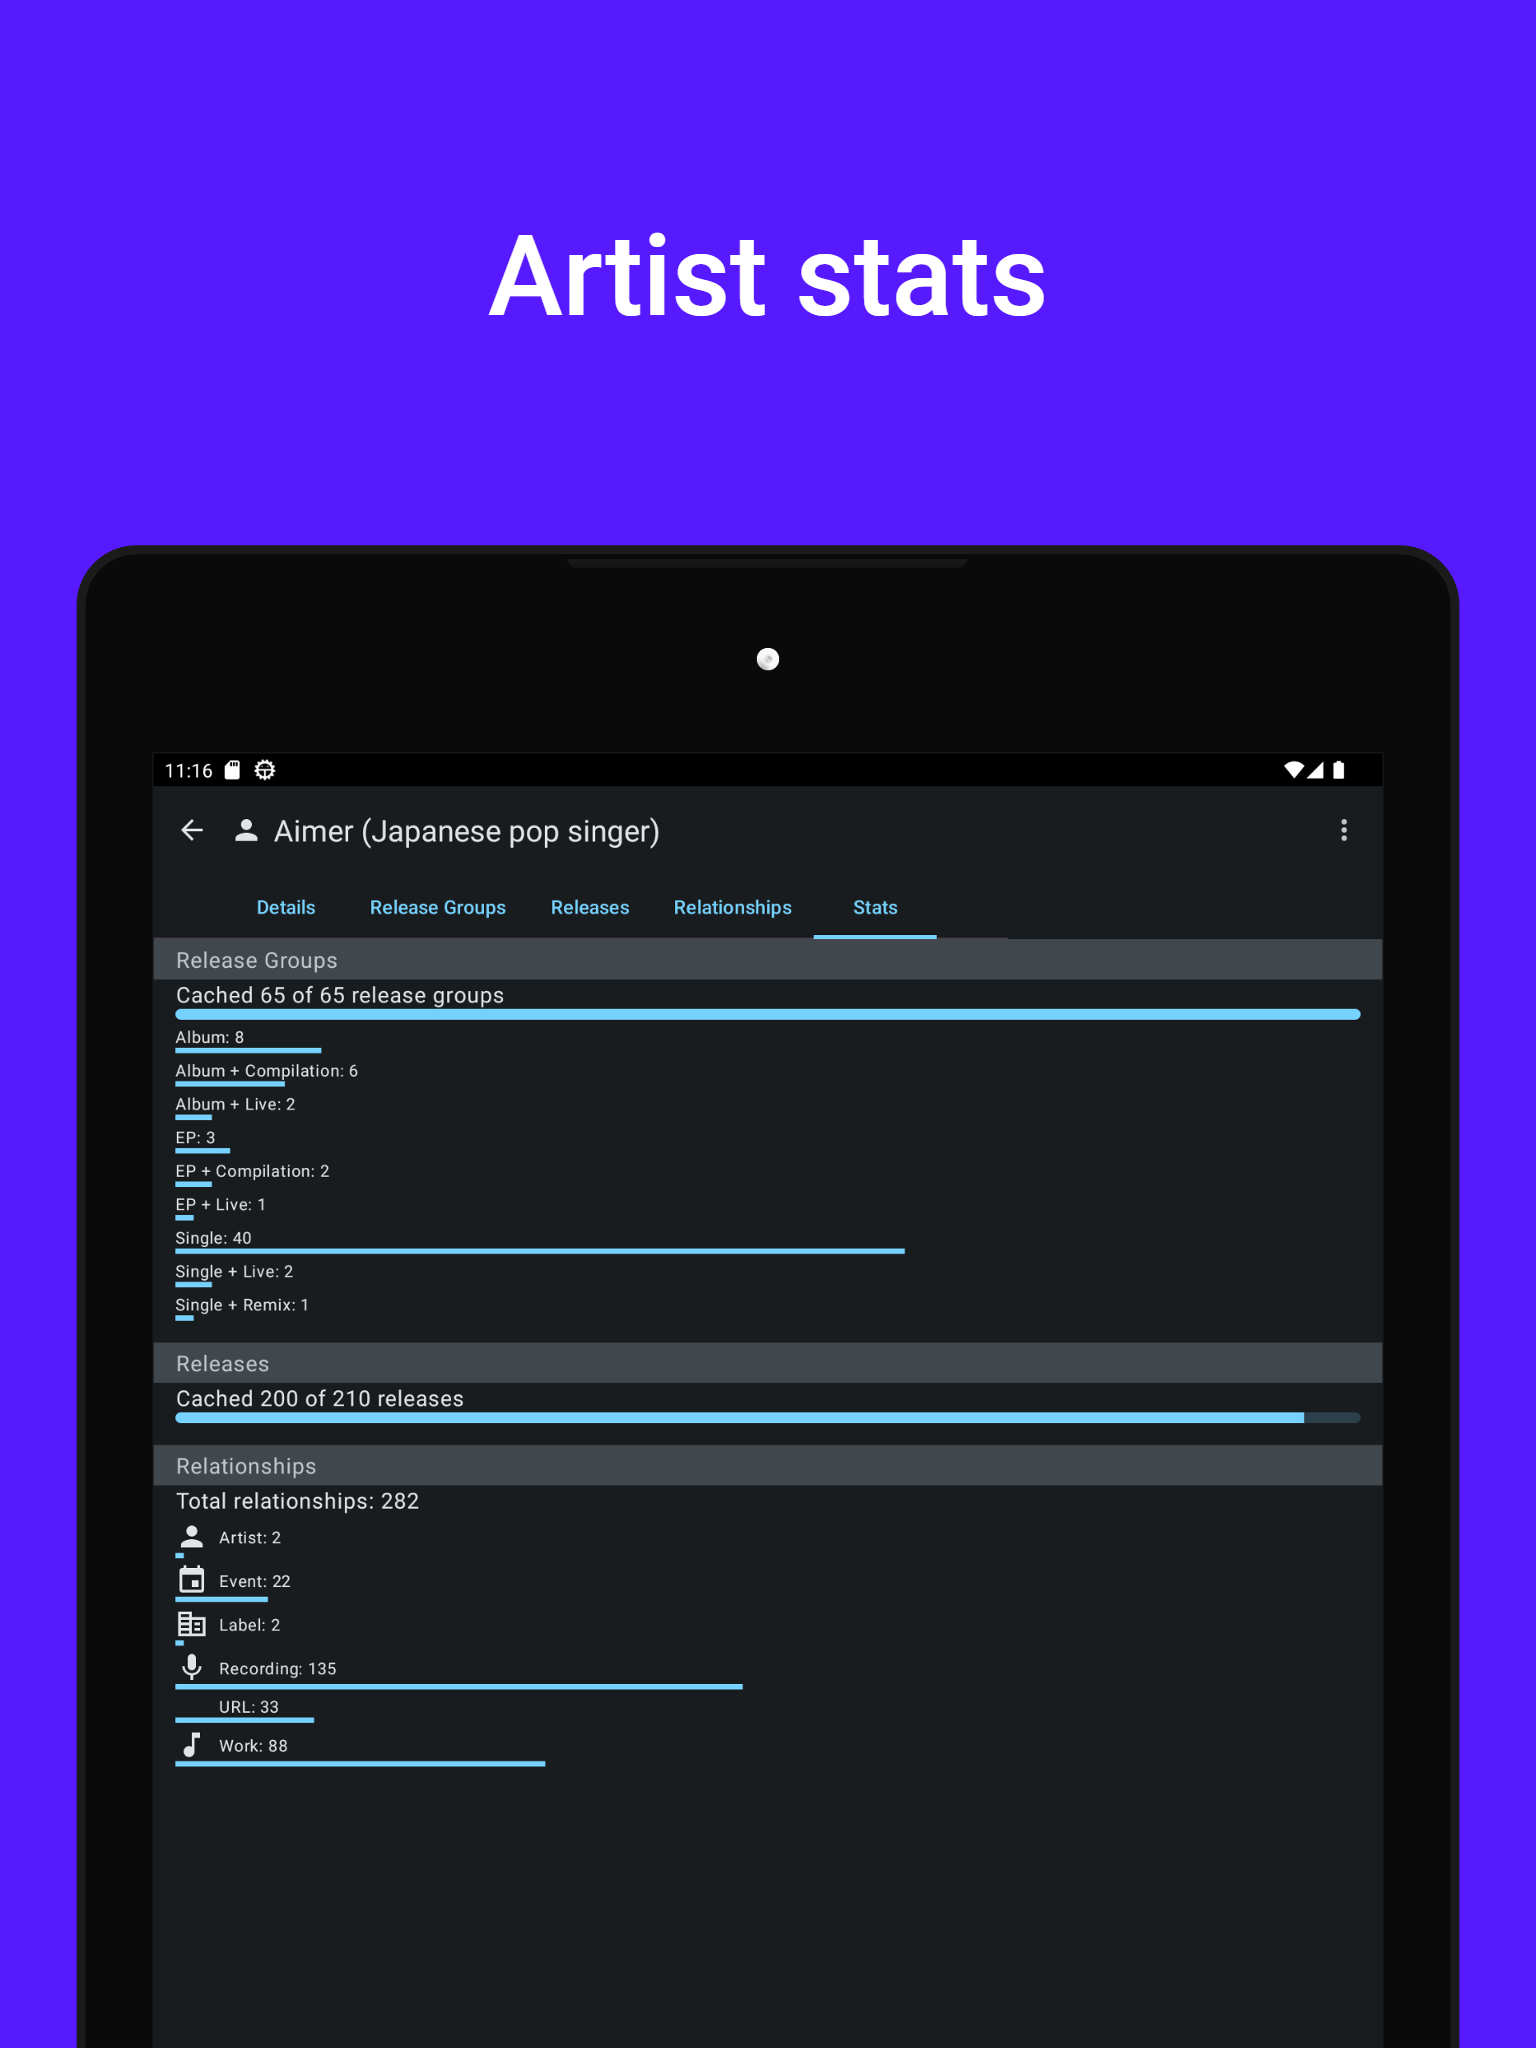 Artist stats
11:16
Aimer (Japanese pop singer)
Details Release Groups Releases Relationships Stats
Release Groups
Cached 65 of 65 release groups
Album: 8
Album + Compilation: 6
Album + Live: 2
EP: 3
EP + Compilation: 2
EP + Live: 1
Single: 40
Single + Live: 2
Single + Remix: 1
Releases
Cached 200 of 210 releases
Relationships
Total relationships: 282
Artist: 2
Event: 22
Label: 2
Recording: 135
URL: 33
Work: 88